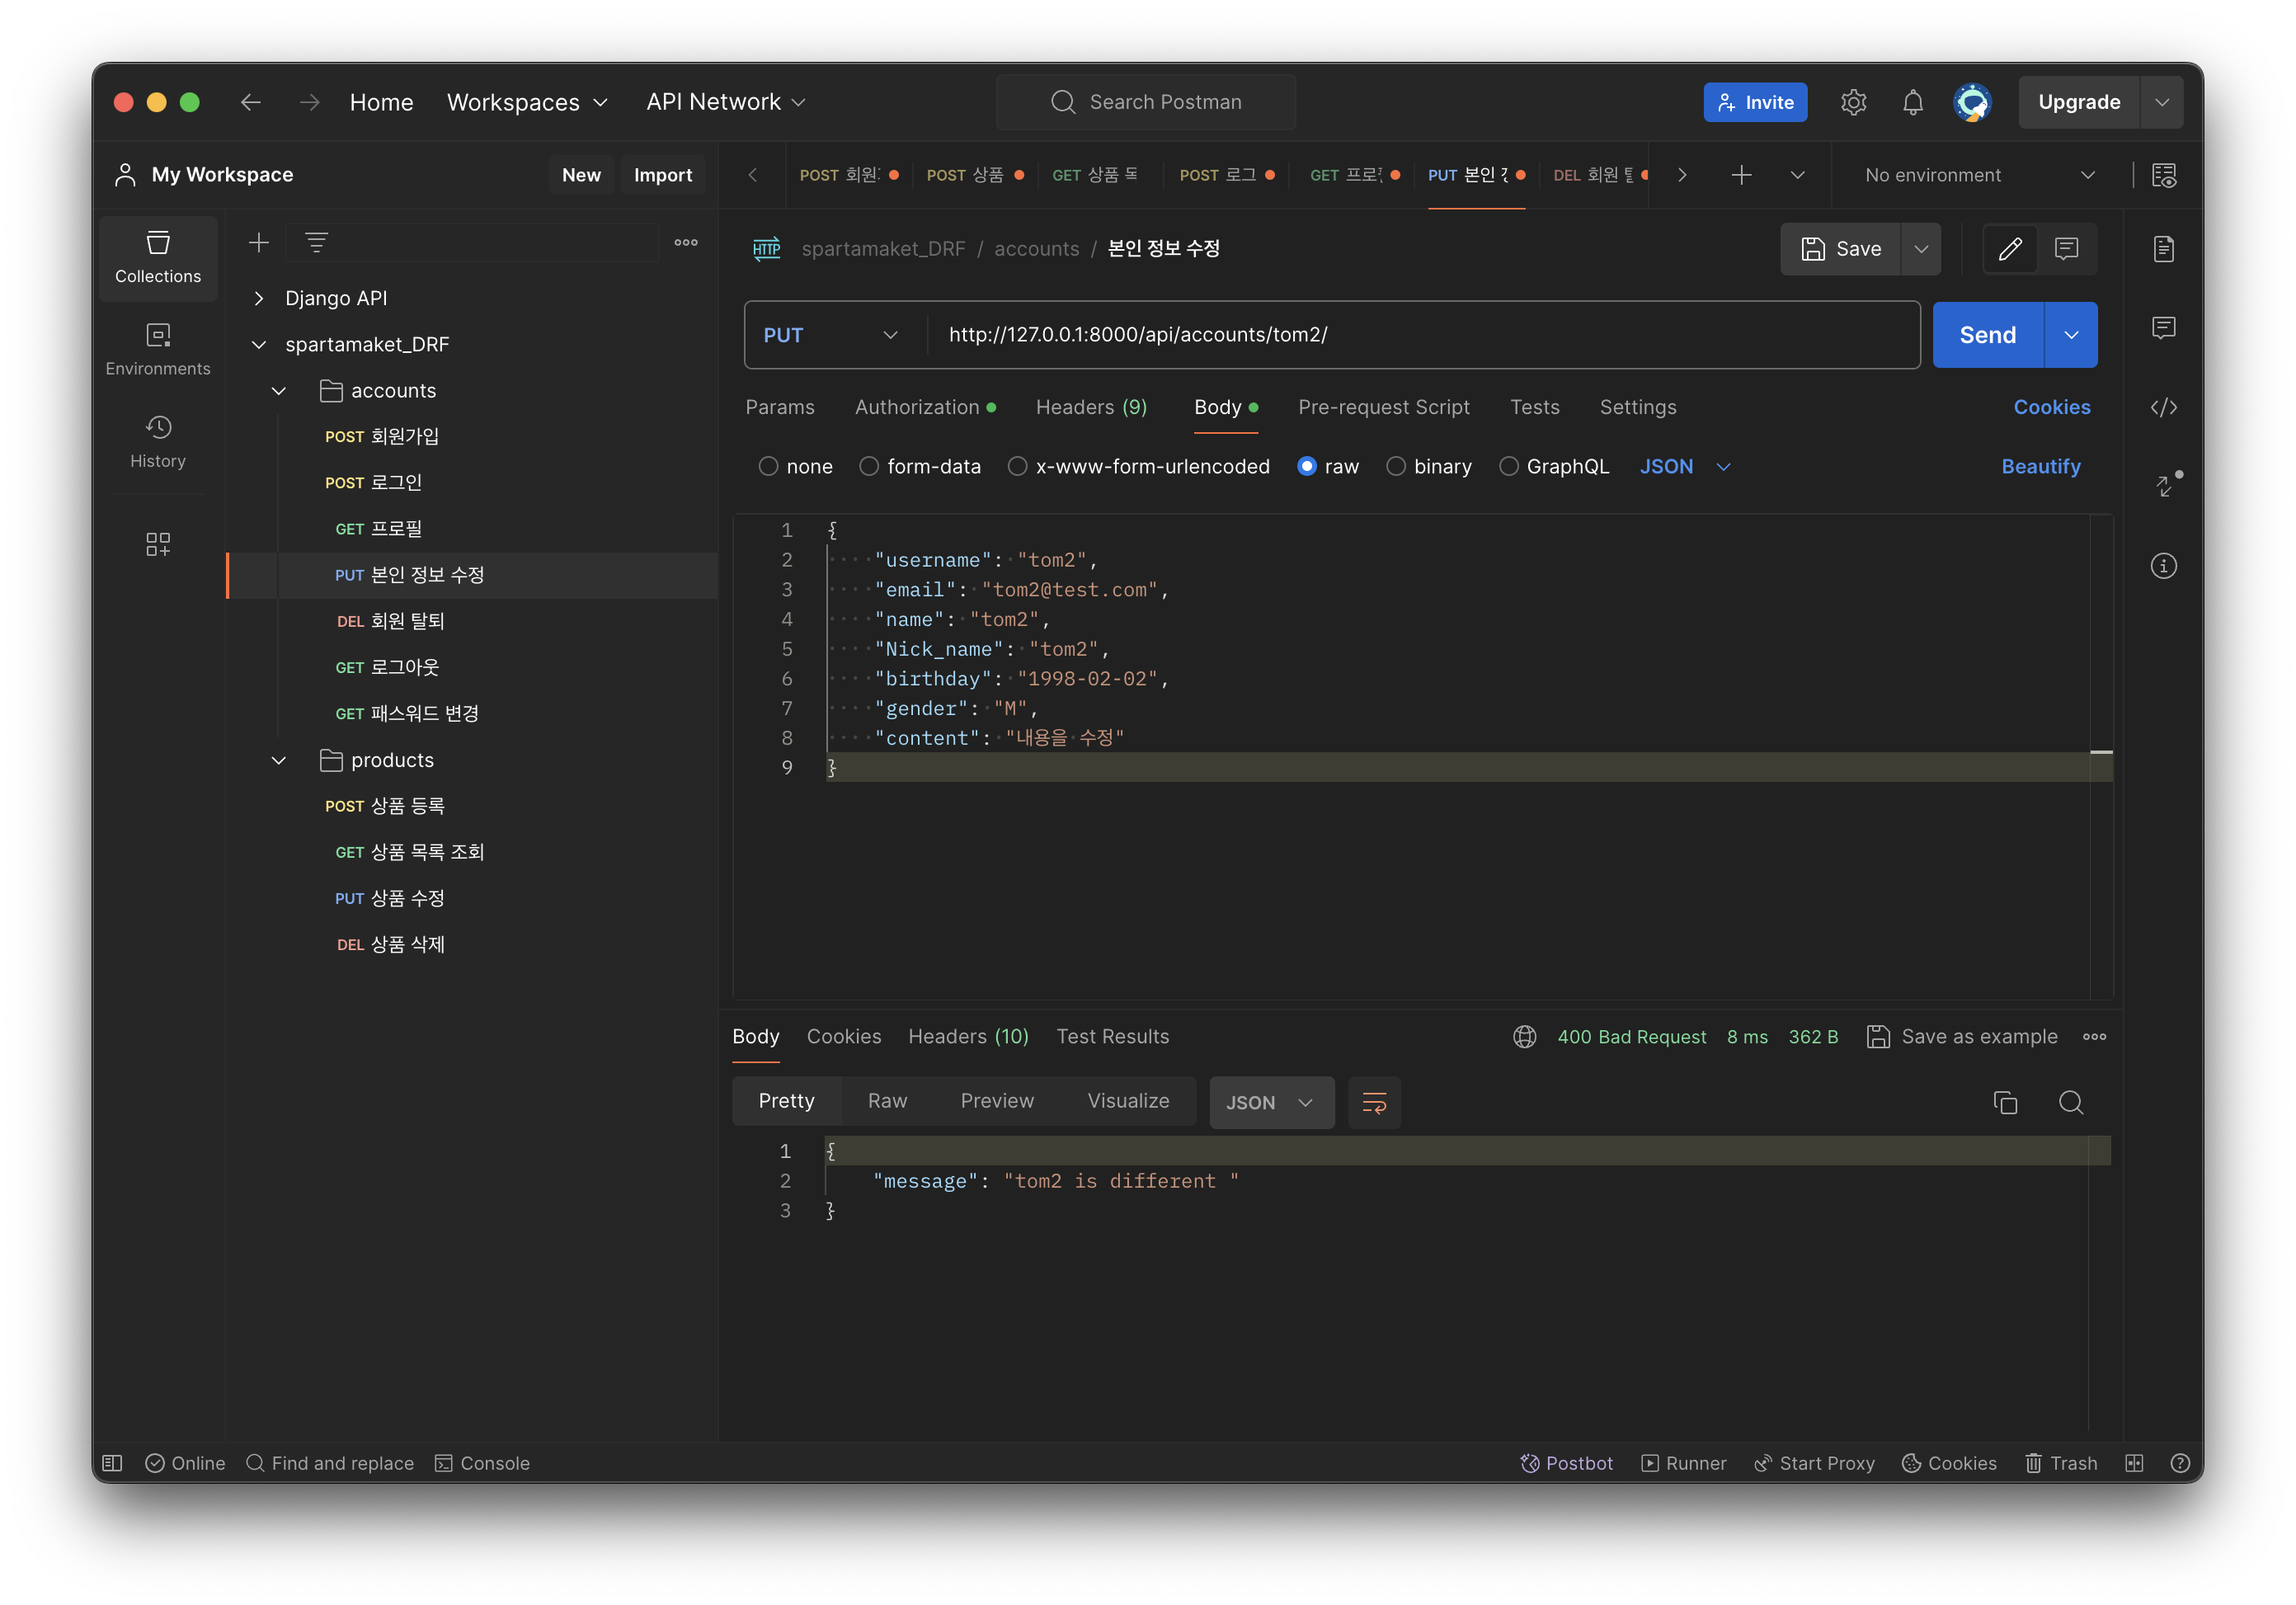 Home Workspaces API Network Search Postman Invite Upgrade
My Workspace New Import
POST 회원 POST 상품 GET 상품 목 POST 로그 GET 프로 PUT 본인 DEL 회원 No environment
Collections
Environments
History
Django API
spartamaket_DRF
accounts
POST 회원가입
POST 로그인
GET 프로필
PUT 본인 정보 수정
DEL 회원 탈퇴
GET 로그아웃
GET 패스워드 변경
products
POST 상품 등록
GET 상품 목록 조회
PUT 상품 수정
DEL 상품 삭제
HTTP spartamaket_DRF / accounts / 본인 정보 수정 Save
PUT http://127.0.0.1:8000/api/accounts/tom2/ Send
Params Authorization Headers (9) Body Pre-request Script Tests Settings Cookies
none form-data x-www-form-urlencoded raw binary GraphQL JSON Beautify
1 {
2 "username": "tom2",
3 "email": "tom2@test.com",
4 "name": "tom2",
5 "Nick_name": "tom2",
6 "birthday": "1998-02-02",
7 "gender": "M",
8 "content": "내용을 수정"
9 }
Body Cookies Headers (10) Test Results 400 Bad Request 8 ms 362 B Save as example
Pretty Raw Preview Visualize JSON
1 {
2 "message": "tom2 is different "
3 }
Online Find and replace Console Postbot Runner Start Proxy Cookies Trash